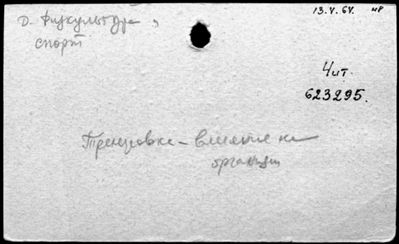 Д. Физкультура,
спорт
13.V.64.
Чит.
623295.
Тренировка – влияние на
организм